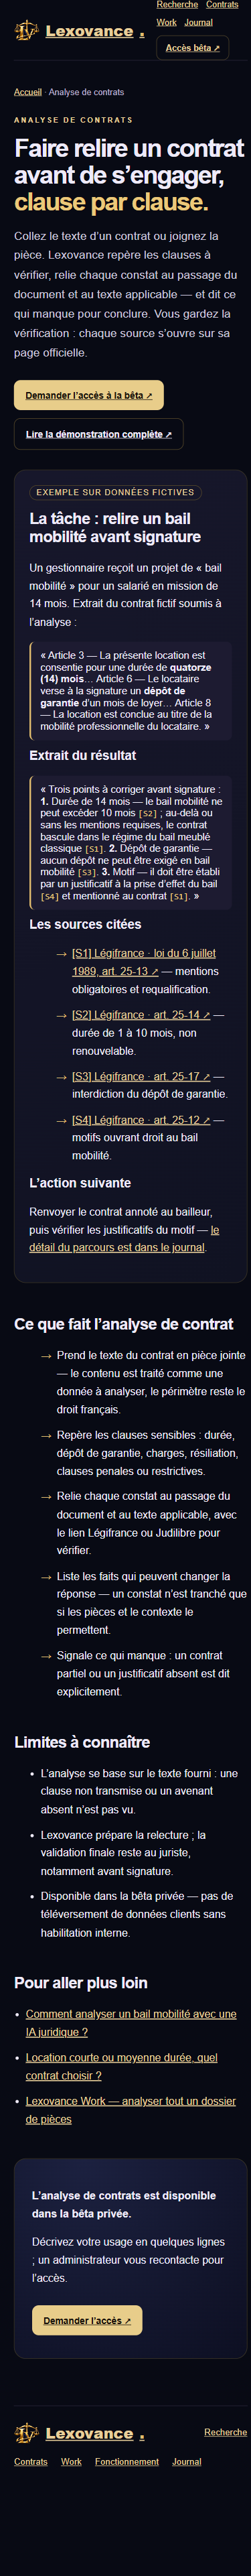 Lexovance.
Recherche Contrats
Work Journal
Accès bêta ↗
Accueil · Analyse de contrats
ANALYSE DE CONTRATS
Faire relire un contrat
avant de s’engager,
clause par clause.
Collez le texte d’un contrat ou joignez la
pièce. Lexovance repère les clauses à
vérifier, relie chaque constat au passage du
document et au texte applicable — et dit ce
qui manque pour conclure. Vous gardez la
vérification : chaque source s’ouvre sur sa
page officielle.
Demander l’accès à la bêta ↗
Lire la démonstration complète ↗
EXEMPLE SUR DONNÉES FICTIVES
La tâche : relire un bail
mobilité avant signature
Un gestionnaire reçoit un projet de « bail
mobilité » pour un salarié en mission de
14 mois. Extrait du contrat fictif soumis à
l’analyse :
« Article 3 — La présente location est
consentie pour une durée de quatorze
(14) mois… Article 6 — Le locataire
verse à la signature un dépôt de
garantie d’un mois de loyer… Article 8
— La location est conclue au titre de la
mobilité professionnelle du locataire. »
Extrait du résultat
« Trois points à corriger avant signature :
1. Durée de 14 mois — le bail mobilité ne
peut excéder 10 mois [S2] ; au-delà ou
sans les mentions requises, le contrat
bascule dans le régime du bail meublé
classique [S1]. 2. Dépôt de garantie —
aucun dépôt ne peut être exigé en bail
mobilité [S3]. 3. Motif — il doit être établi
par un justificatif à la prise d’effet du bail
[S4] et mentionné au contrat [S1]. »
Les sources citées
→ [S1] Légifrance · loi du 6 juillet
1989, art. 25-13 ↗ — mentions
obligatoires et requalification.
→ [S2] Légifrance · art. 25-14 ↗ —
durée de 1 à 10 mois, non
renouvelable.
→ [S3] Légifrance · art. 25-17 ↗ —
interdiction du dépôt de garantie.
→ [S4] Légifrance · art. 25-12 ↗ —
motifs ouvrant droit au bail
mobilité.
L’action suivante
Renvoyer le contrat annoté au bailleur,
puis vérifier les justificatifs du motif — le
détail du parcours est dans le journal.
Ce que fait l’analyse de contrat
→ Prend le texte du contrat en pièce jointe
— le contenu est traité comme une
donnée à analyser, le périmètre reste le
droit français.
→ Repère les clauses sensibles : durée,
dépôt de garantie, charges, résiliation,
clauses penales ou restrictives.
→ Relie chaque constat au passage du
document et au texte applicable, avec
le lien Légifrance ou Judilibre pour
vérifier.
→ Liste les faits qui peuvent changer la
réponse — un constat n’est tranché que
si les pièces et le contexte le
permettent.
→ Signale ce qui manque : un contrat
partiel ou un justificatif absent est dit
explicitement.
Limites à connaître
• L’analyse se base sur le texte fourni : une
clause non transmise ou un avenant
absent n’est pas vu.
• Lexovance prépare la relecture ; la
validation finale reste au juriste,
notamment avant signature.
• Disponible dans la bêta privée — pas de
téléversement de données clients sans
habilitation interne.
Pour aller plus loin
• Comment analyser un bail mobilité avec une
IA juridique ?
• Location courte ou moyenne durée, quel
contrat choisir ?
• Lexovance Work — analyser tout un dossier
de pièces
L’analyse de contrats est disponible
dans la bêta privée.
Décrivez votre usage en quelques lignes
; un administrateur vous recontacte pour
l’accès.
Demander l’accès ↗
Lexovance.
Recherche
Contrats Work Fonctionnement Journal